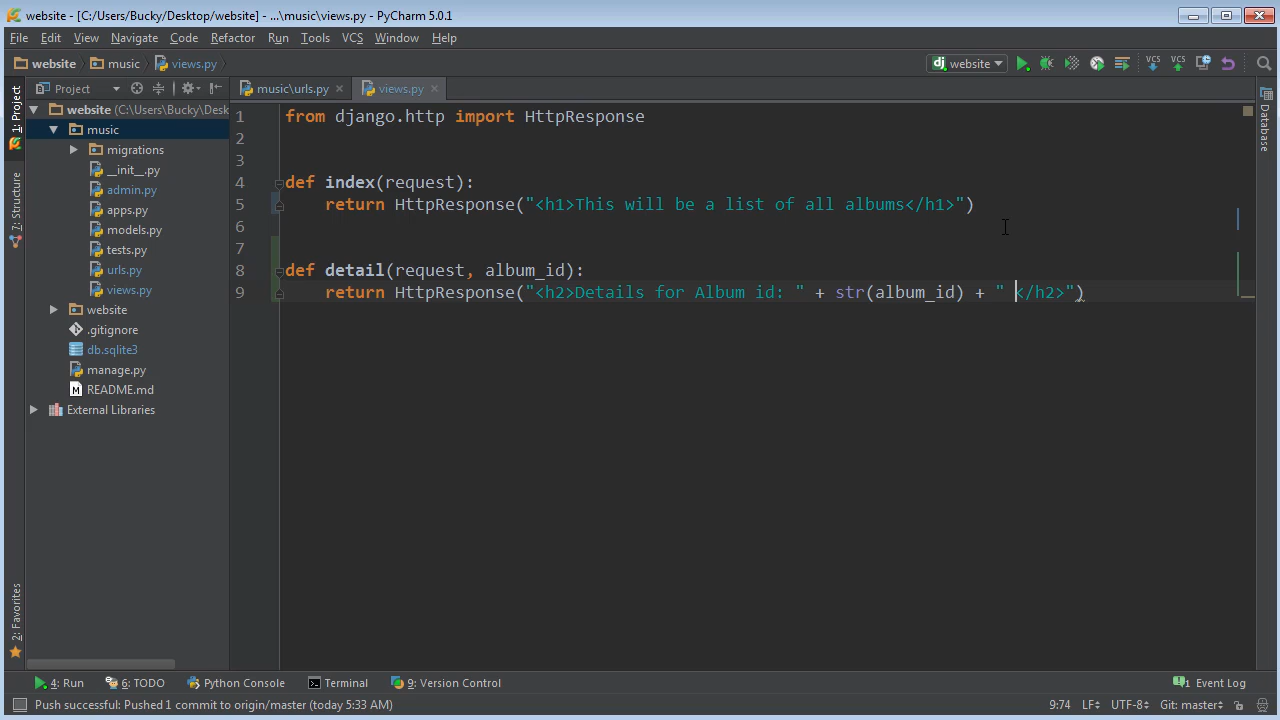 website - [C:/Users/Bucky/Desktop/website] - ...\music\views.py - PyCharm 5.0.1
File Edit View Navigate Code Refactor Run Tools VCS Window Help
website music views.py dj website VCS VCS
Project music\urls.py views.py
website (C:\Users\Bucky\Desk
music
migrations
__init__.py
admin.py
apps.py
models.py
tests.py
urls.py
views.py
website
.gitignore
db.sqlite3
manage.py
README.md
External Libraries
1: Project
7: Structure
2: Favorites
1 from django.http import HttpResponse
2
3
4 def index(request):
5 return HttpResponse("<h1>This will be a list of all albums</h1>")
6
7
8 def detail(request, album_id):
9 return HttpResponse("<h2>Details for Album id: " + str(album_id) + " </h2>")
Database
4: Run 6: TODO Python Console Terminal 9: Version Control 1 Event Log
Push successful: Pushed 1 commit to origin/master (today 5:33 AM) 9:74 LF UTF-8 Git: master